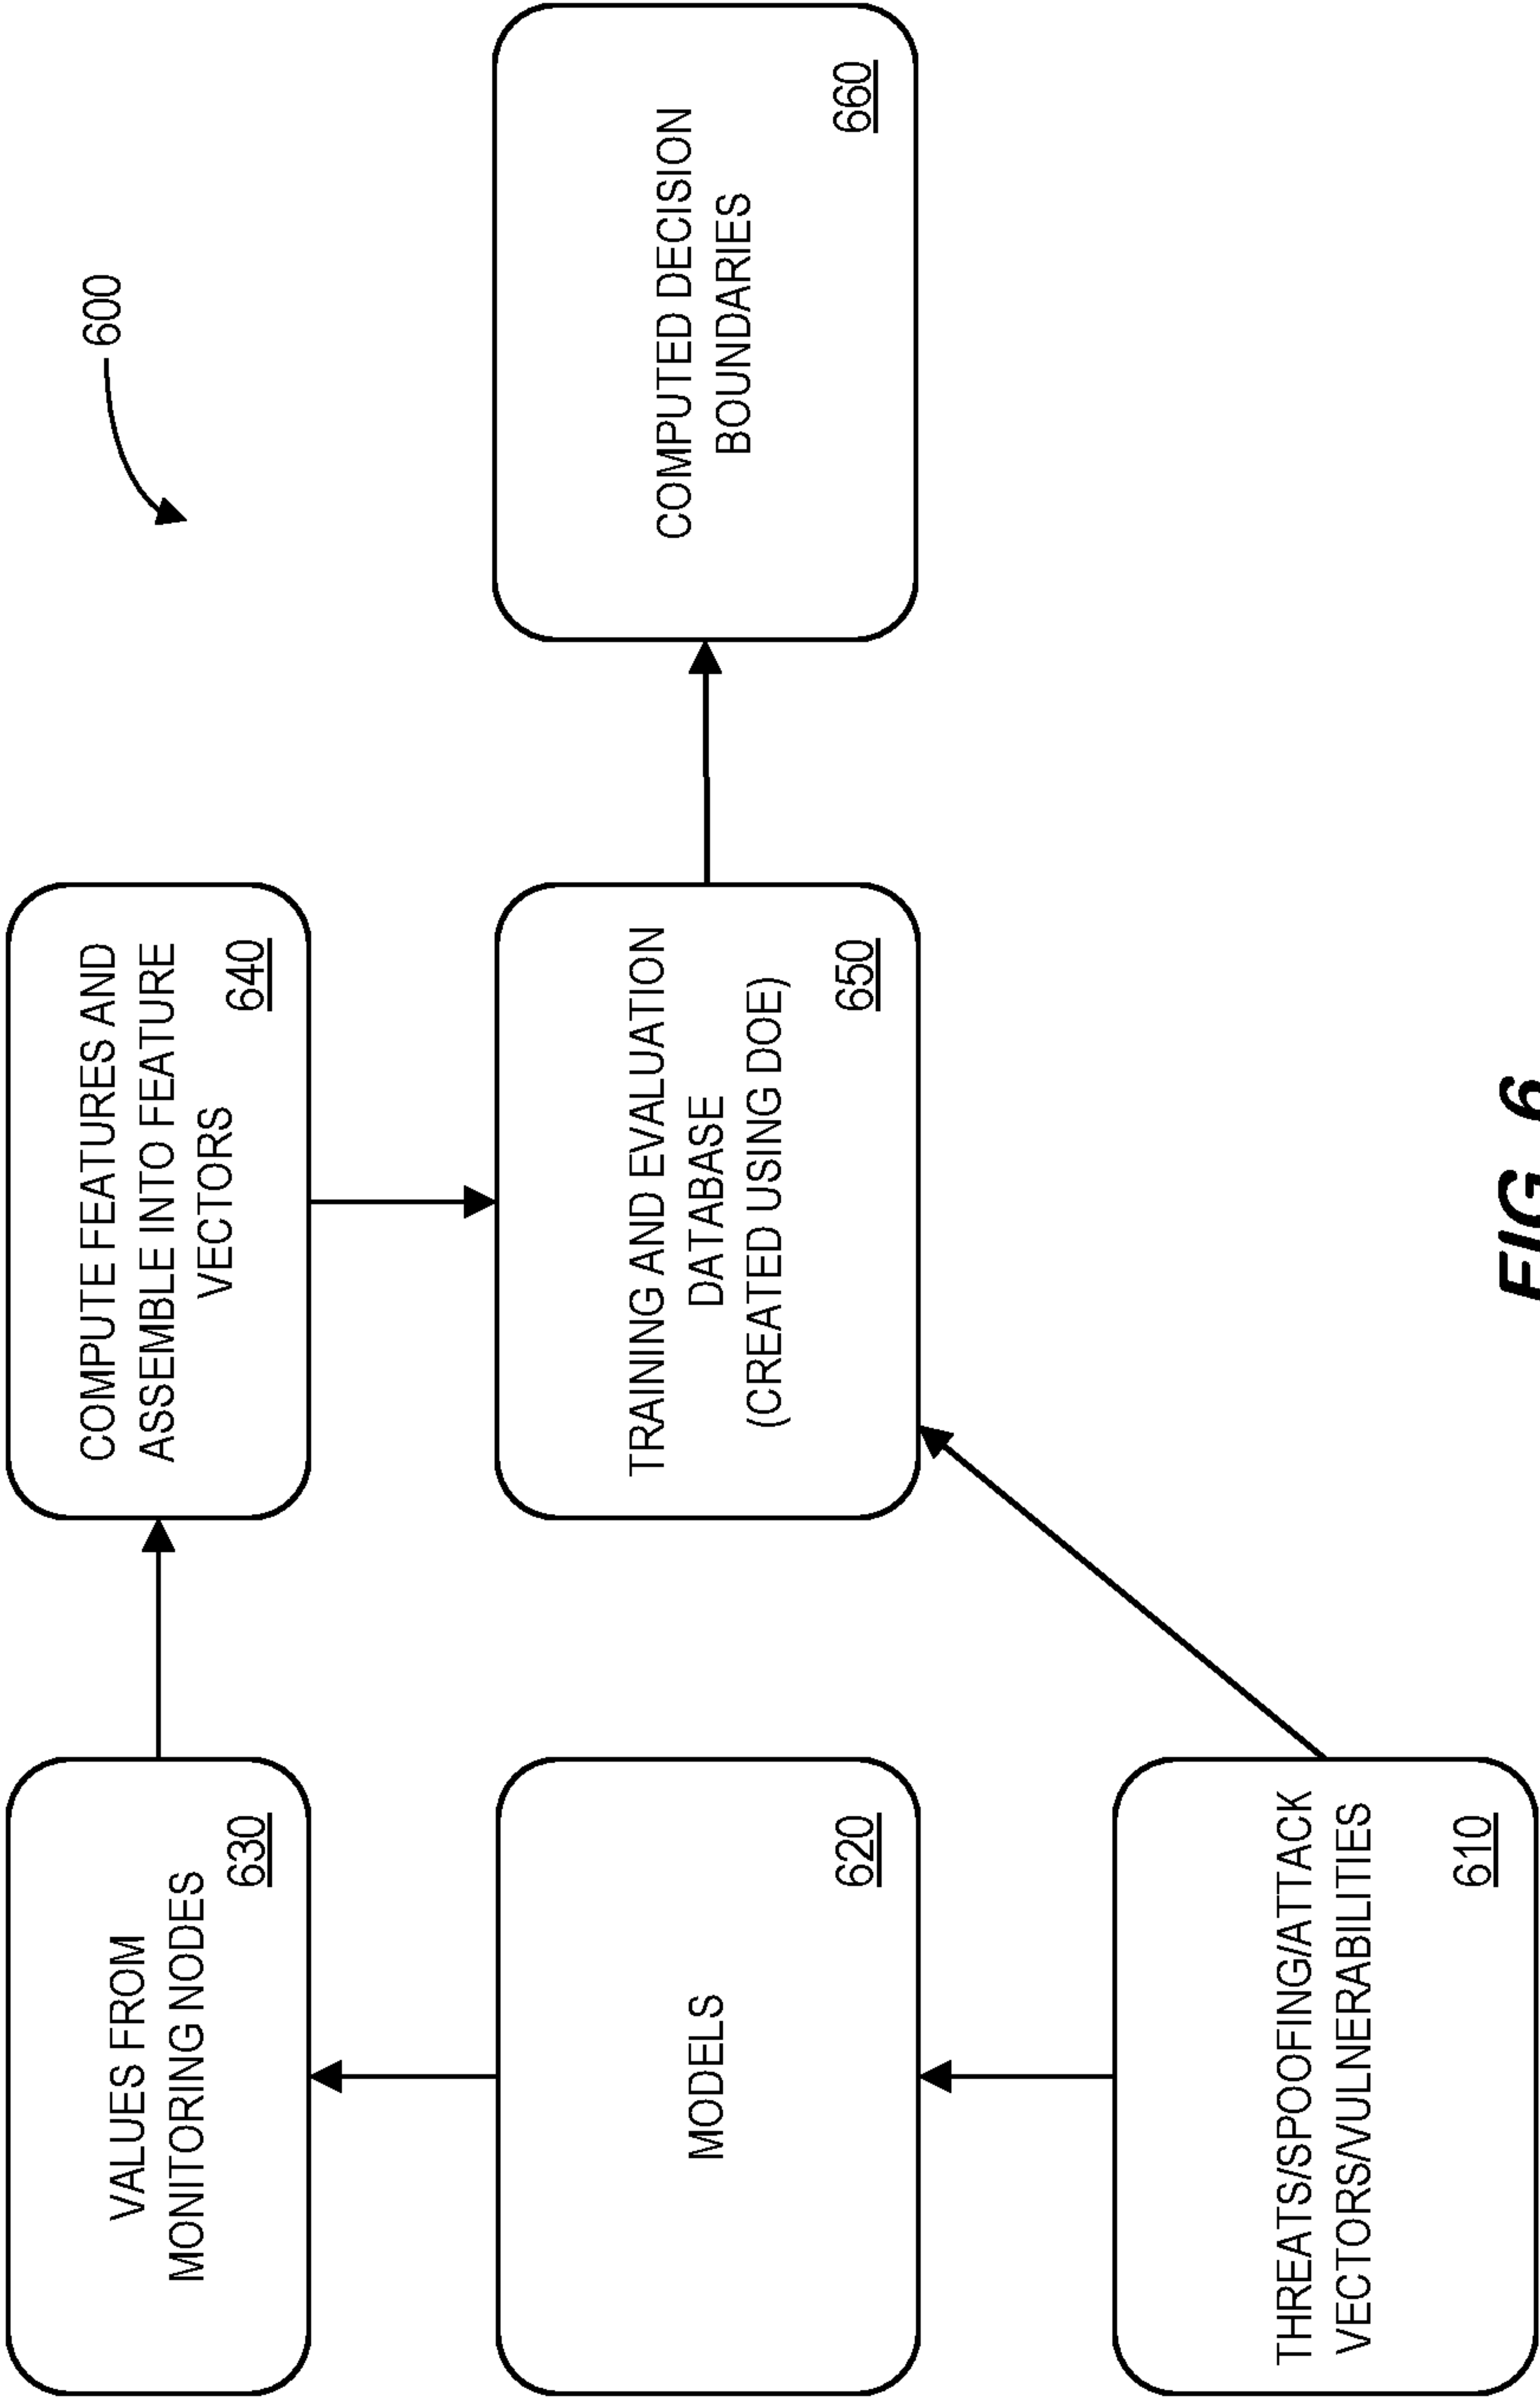 600
VALUES FROM
MONITORING NODES
630
COMPUTE FEATURES AND
ASSEMBLE INTO FEATURE
VECTORS
640
MODELS
620
TRAINING AND EVALUATION
DATABASE
(CREATED USING DOE)
650
COMPUTED DECISION
BOUNDARIES
660
THREATS/SPOOFING/ATTACK
VECTORS/VULNERABILITIES
610
FIG. 6